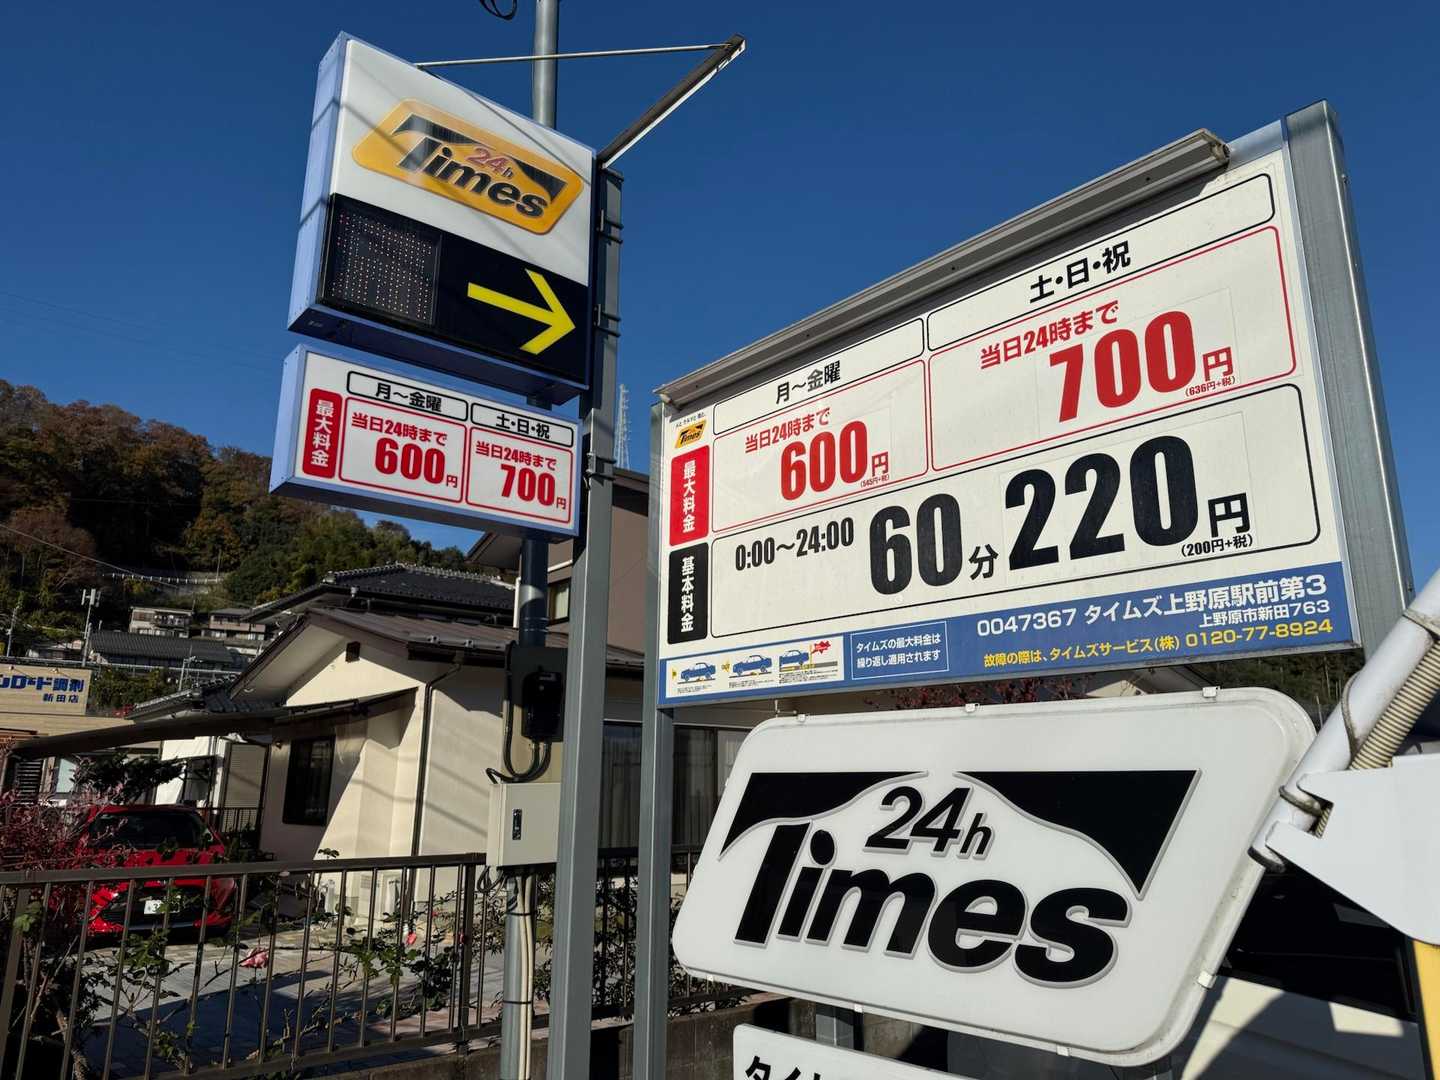 24h
Times
月〜金曜
土・日・祝
最大料金
当日24時まで
600円
当日24時まで
700円
Times
月〜金曜
土・日・祝
最大料金
当日24時まで
600円
(545円+税)
当日24時まで
700円
(636円+税)
基本料金
0:00〜24:00
60分
220円
(200円+税)
タイムズの最大料金は
繰り返し適用されます
0047367 タイムズ上野原駅前第3
上野原市新田763
故障の際は、タイムズサービス(株) 0120-77-8924
24h
Times
ンロード調剤
新田店
タイ